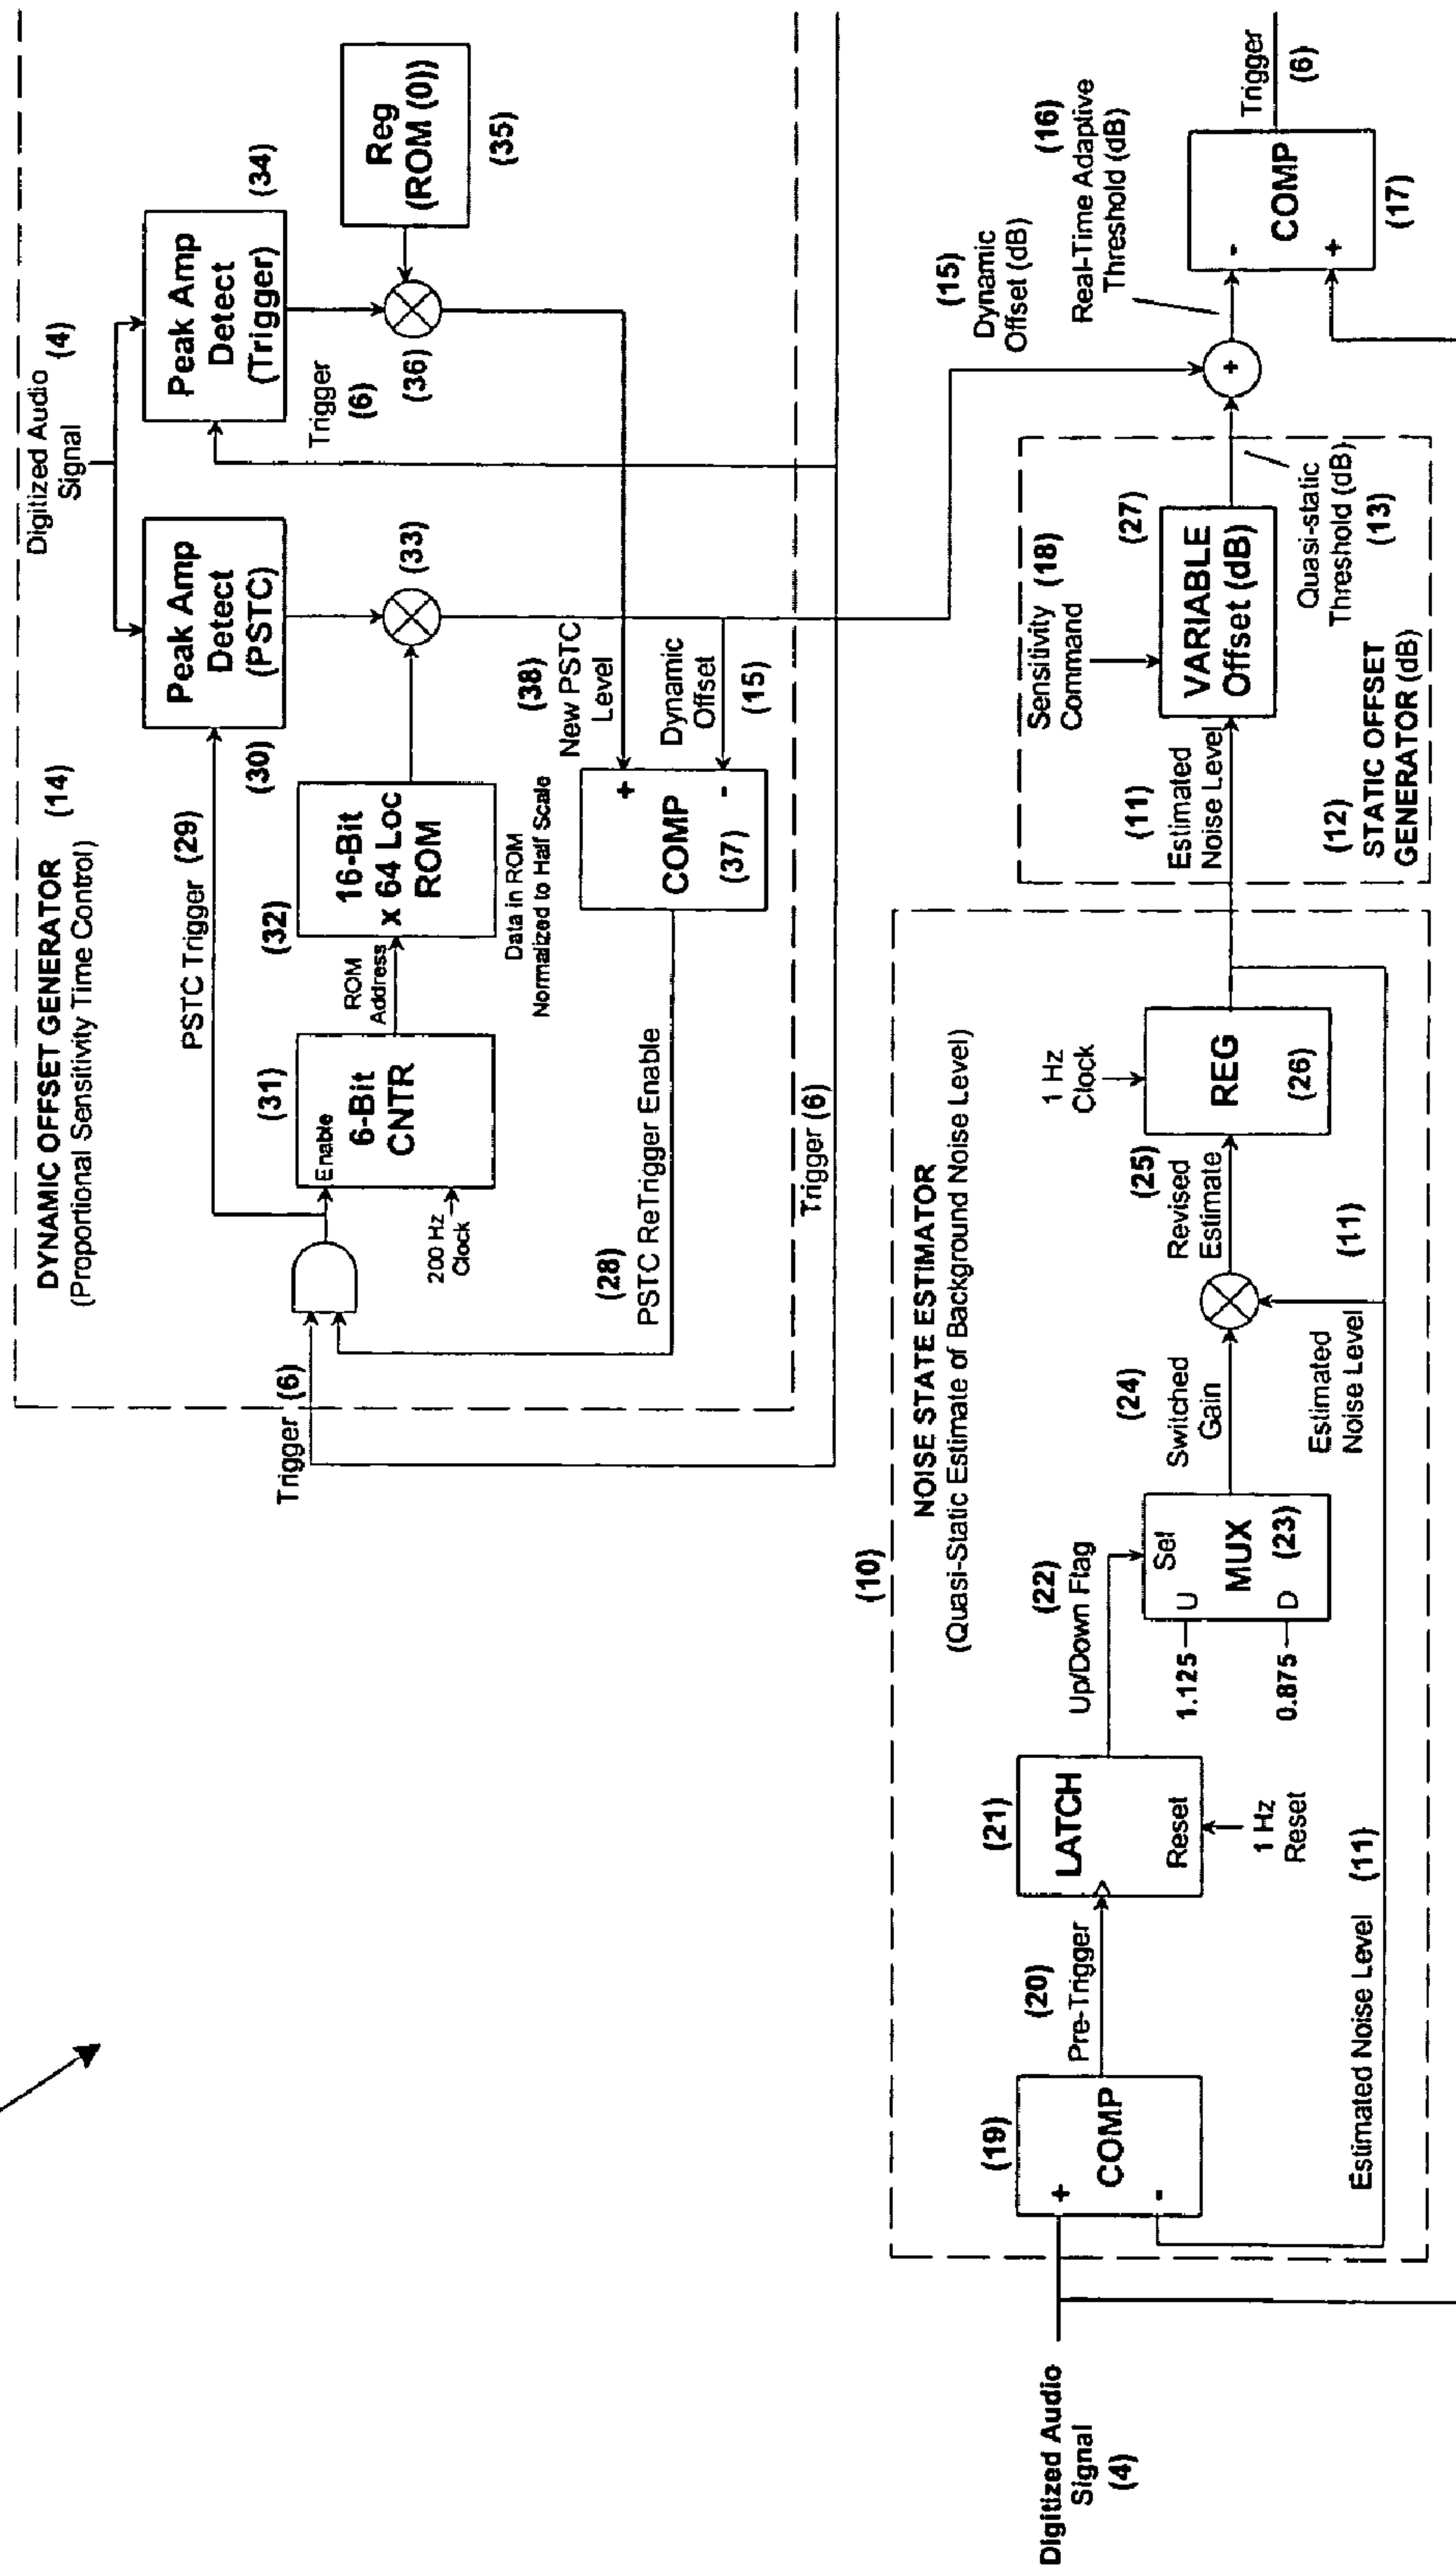 DYNAMIC OFFSET GENERATOR
(Proportional Sensitivity Time Control)
(14)
Digitized Audio
Signal
(4)
PSTC Trigger (29)
Peak Amp
Detect
(PSTC)
(30)
Peak Amp
Detect
(Trigger)
(34)
Trigger (6)
(31)
Enable
6-Bit
CNTR
200 Hz
Clock
ROM
Address
(32)
16-Bit
x 64 Loc
ROM
Data in ROM
Normalized to Half Scale
(33)
Trigger
(6)
(36)
Reg
(ROM (0))
(35)
(38)
New PSTC
Level
Dynamic
Offset
(15)
+
-
COMP
(37)
(28)
PSTC ReTrigger Enable
Trigger (6)
(10)
NOISE STATE ESTIMATOR
(Quasi-Static Estimate of Background Noise Level)
Digitized Audio
Signal
(4)
(19)
+
-
COMP
(20)
Pre-Trigger
(21)
LATCH
Reset
1 Hz
Reset
(22)
Up/Down Flag
1.125
0.875
U
D
Sel
MUX
(23)
(24)
Switched
Gain
Estimated
Noise Level
(11)
(25)
Revised
Estimate
1 Hz
Clock
REG
(26)
Estimated Noise Level (11)
(11)
Estimated
Noise Level
(12)
STATIC OFFSET
GENERATOR (dB)
Sensitivity
Command
(18)
VARIABLE
Offset (dB)
(27)
Quasi-static
Threshold (dB)
(13)
(15)
Dynamic
Offset (dB)
+
(16)
Real-Time Adaptive
Threshold (dB)
-
+
COMP
(17)
Trigger
(6)